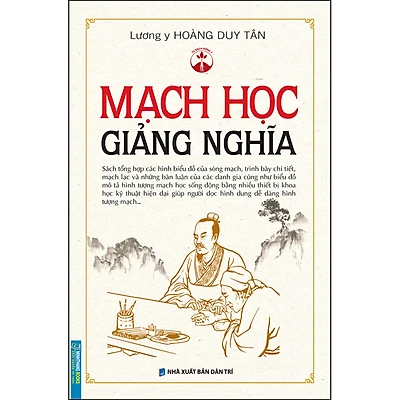 Lương y HOÀNG DUY TÂN
MẠCH HỌC
GIẢNG NGHĨA
Sách tổng hợp các hình biểu đồ của sóng mạch, trình bày chi tiết,
mạch lạc và những bàn luận của các danh gia cũng như biểu đồ
mô tả hình tượng mạch học sống động bằng nhiều thiết bị khoa
học kỹ thuật hiện đại giúp người đọc hình dung dễ dàng hình
tượng mạch...
NHÀ XUẤT BẢN DÂN TRÍ